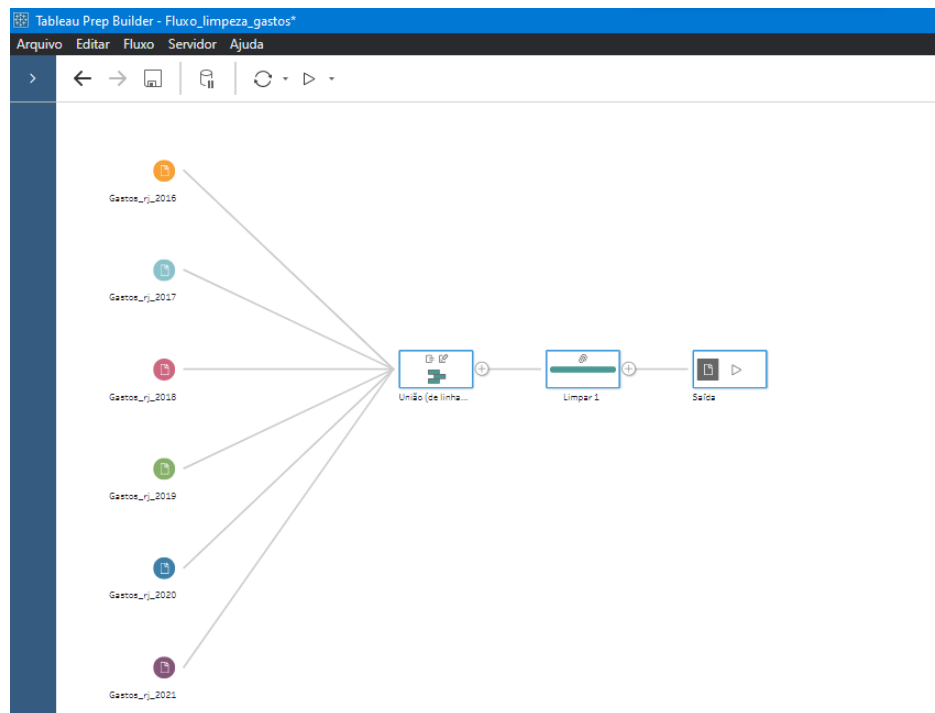 Tableau Prep Builder - Fluxo_limpeza_gastos*
Arquivo Editar Fluxo Servidor Ajuda
Gastos_rj_2016
Gastos_rj_2017
Gastos_rj_2018
União (de linha...
Limpar 1
Saída
Gastos_rj_2019
Gastos_rj_2020
Gastos_rj_2021